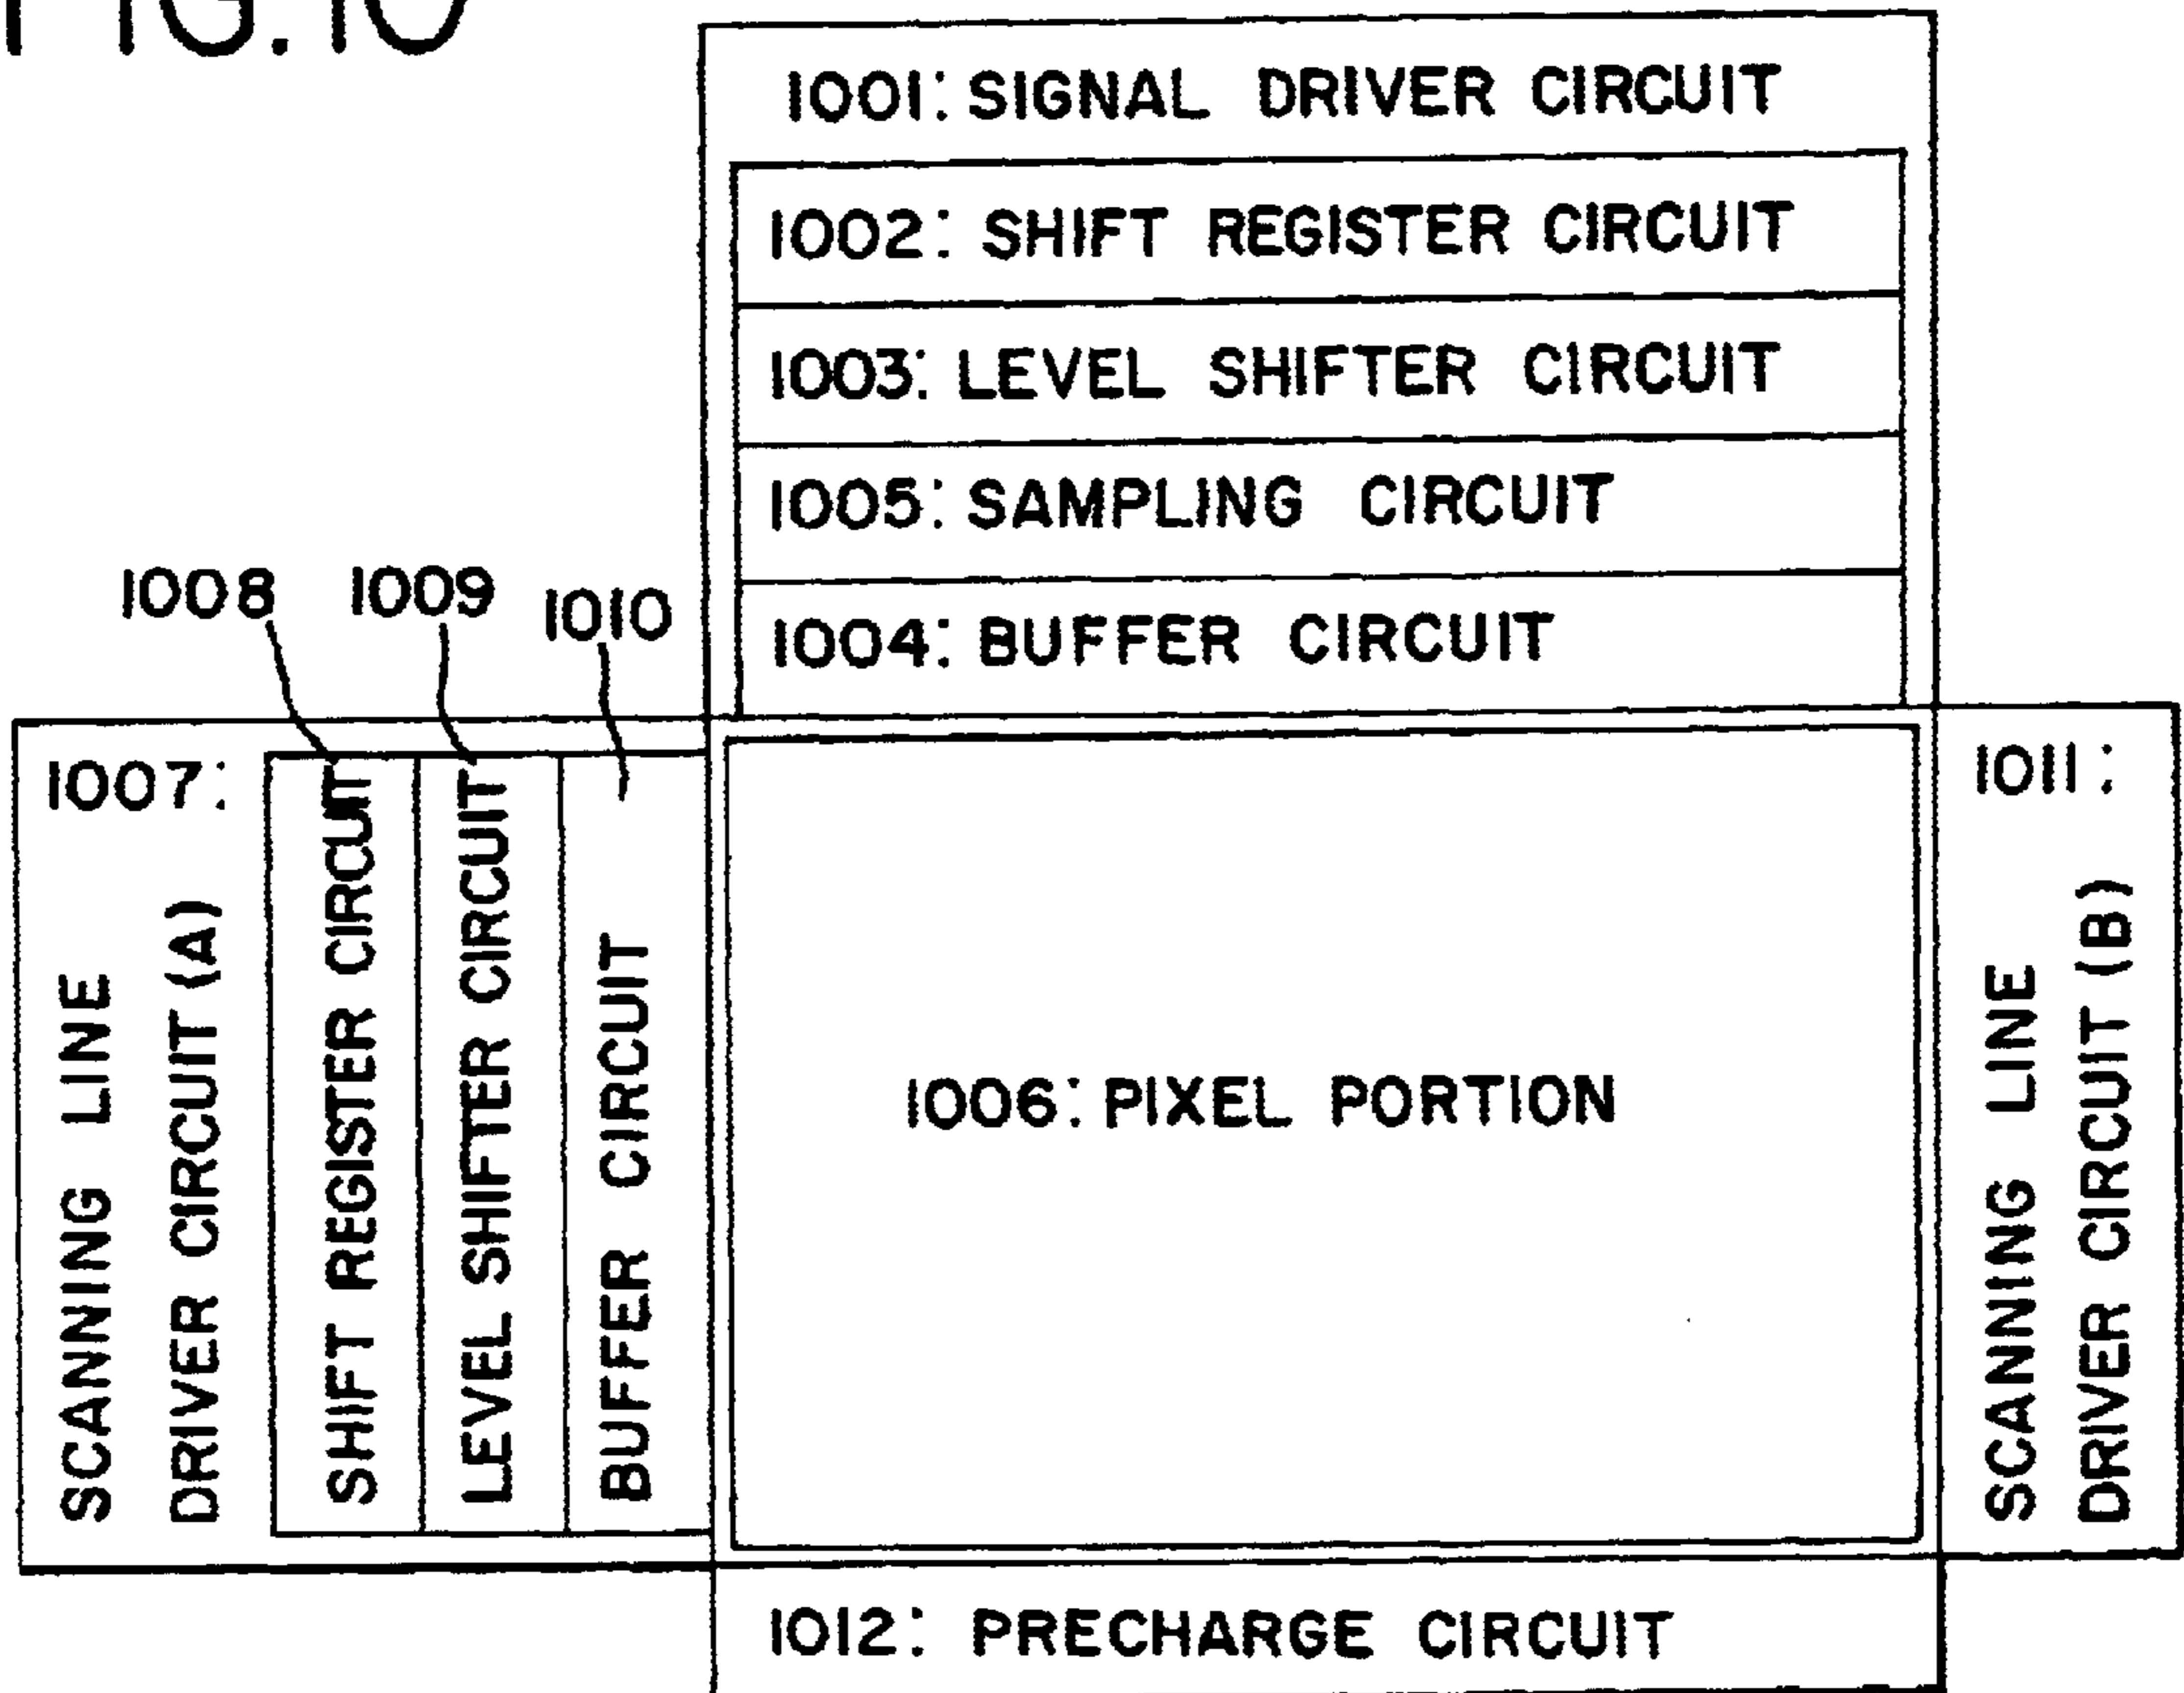 FIG. 10
1001: SIGNAL DRIVER CIRCUIT
1002: SHIFT REGISTER CIRCUIT
1003: LEVEL SHIFTER CIRCUIT
1005: SAMPLING CIRCUIT
1004: BUFFER CIRCUIT
1008
1009
1010
1007:
SCANNING LINE
DRIVER CIRCUIT (A)
SHIFT REGISTER CIRCUIT
LEVEL SHIFTER CIRCUIT
BUFFER CIRCUIT
1006: PIXEL PORTION
1011:
SCANNING LINE
DRIVER CIRCUIT (B)
1012: PRECHARGE CIRCUIT